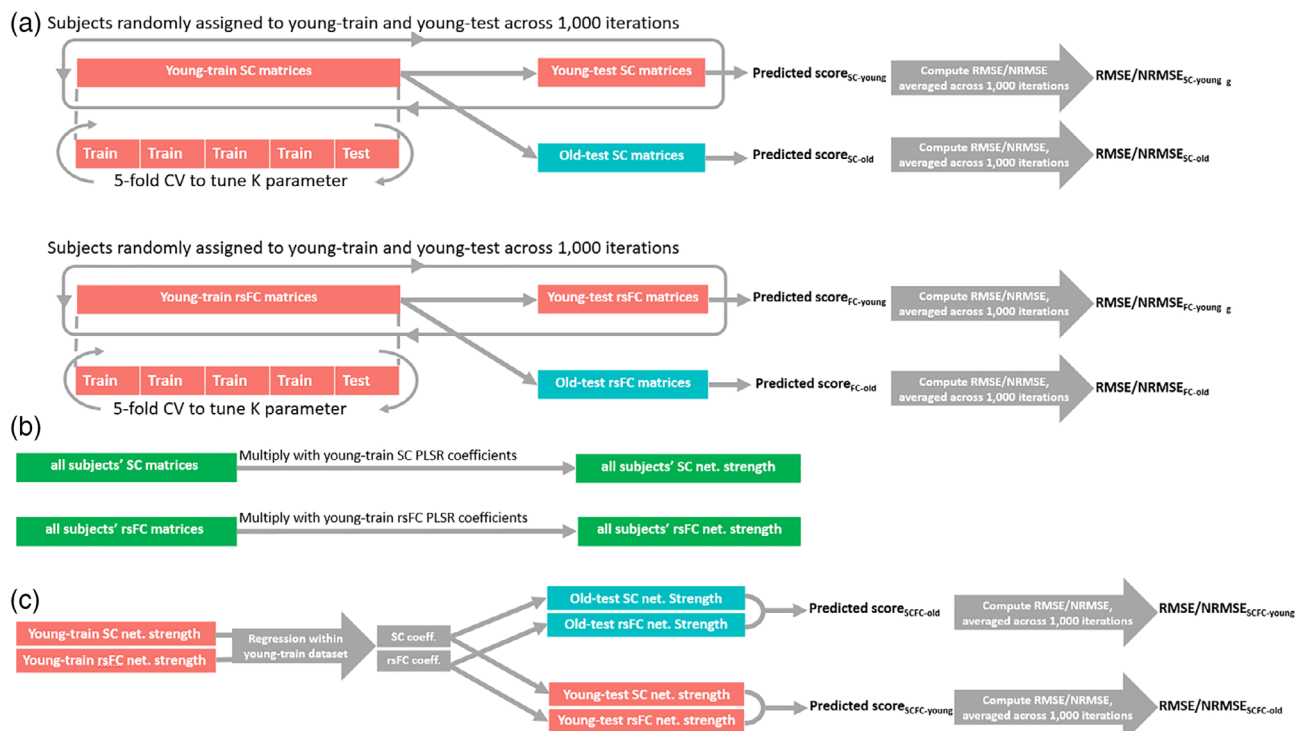 (a) Subjects randomly assigned to young-train and young-test across 1,000 iterations
Young-train SC matrices
Young-test SC matrices
Predicted scoreSC-young
Compute RMSE/NRMSE
averaged across 1,000 iterations
RMSE/NRMSESC-young g
Train Train Train Train Test
5-fold CV to tune K parameter
Old-test SC matrices
Predicted scoreSC-old
Compute RMSE/NRMSE,
averaged across 1,000 iterations
RMSE/NRMSESC-old
Subjects randomly assigned to young-train and young-test across 1,000 iterations
Young-train rsFC matrices
Young-test rsFC matrices
Predicted scoreFC-young
Compute RMSE/NRMSE,
averaged across 1,000 iterations
RMSE/NRMSEFC-young g
Train Train Train Train Test
5-fold CV to tune K parameter
Old-test rsFC matrices
Predicted scoreFC-old
Compute RMSE/NRMSE,
averaged across 1,000 iterations
RMSE/NRMSEFC-old
(b)
all subjects' SC matrices
Multiply with young-train SC PLSR coefficients
all subjects' SC net. strength
all subjects' rsFC matrices
Multiply with young-train rsFC PLSR coefficients
all subjects' rsFC net. strength
(c)
Young-train SC net. strength
Young-train rsFC net. strength
Regression within
young-train dataset
SC coeff.
rsFC coeff.
Old-test SC net. Strength
Old-test rsFC net. Strength
Predicted scoreSCFC-old
Compute RMSE/NRMSE,
averaged across 1,000 iterations
RMSE/NRMSESCFC-young
Young-test SC net. strength
Young-test rsFC net. strength
Predicted scoreSCFC-young
Compute RMSE/NRMSE,
averaged across 1,000 iterations
RMSE/NRMSESCFC-old